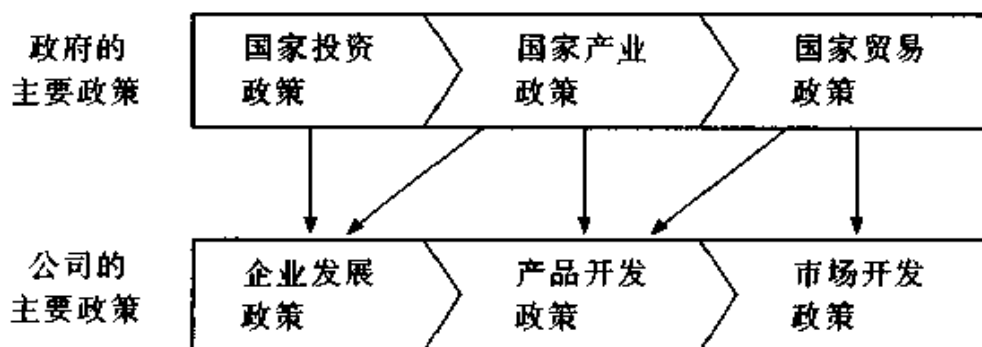 政府的
主要政策
国家投资
政策
国家产业
政策
国家贸易
政策
公司的
主要政策
企业发展
政策
产品开发
政策
市场开发
政策